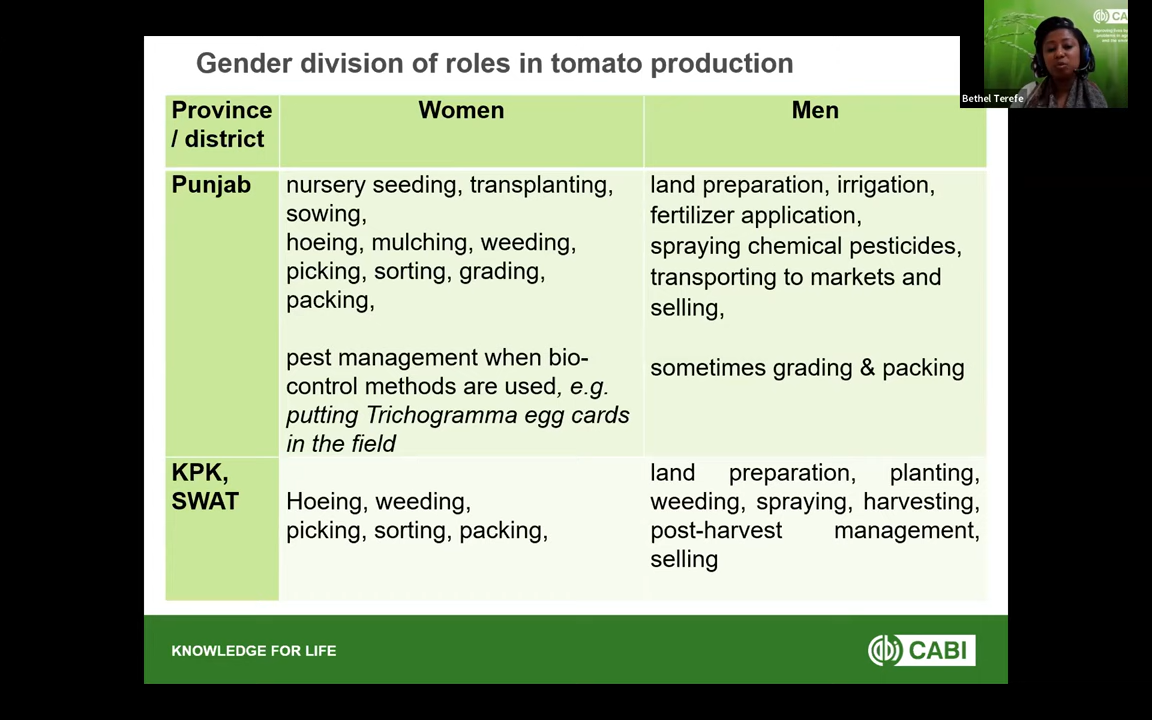 Gender division of roles in tomato production
Province
/ district
Women
Men
Punjab
nursery seeding, transplanting,
sowing,
hoeing, mulching, weeding,
picking, sorting, grading,
packing,
pest management when bio-
control methods are used, e.g.
putting Trichogramma egg cards
in the field
land preparation, irrigation,
fertilizer application,
spraying chemical pesticides,
transporting to markets and
selling,
sometimes grading & packing
KPK,
SWAT
Hoeing, weeding,
picking, sorting, packing,
land preparation, planting,
weeding, spraying, harvesting,
post-harvest management,
selling
KNOWLEDGE FOR LIFE
CABI
Bethel Terefe